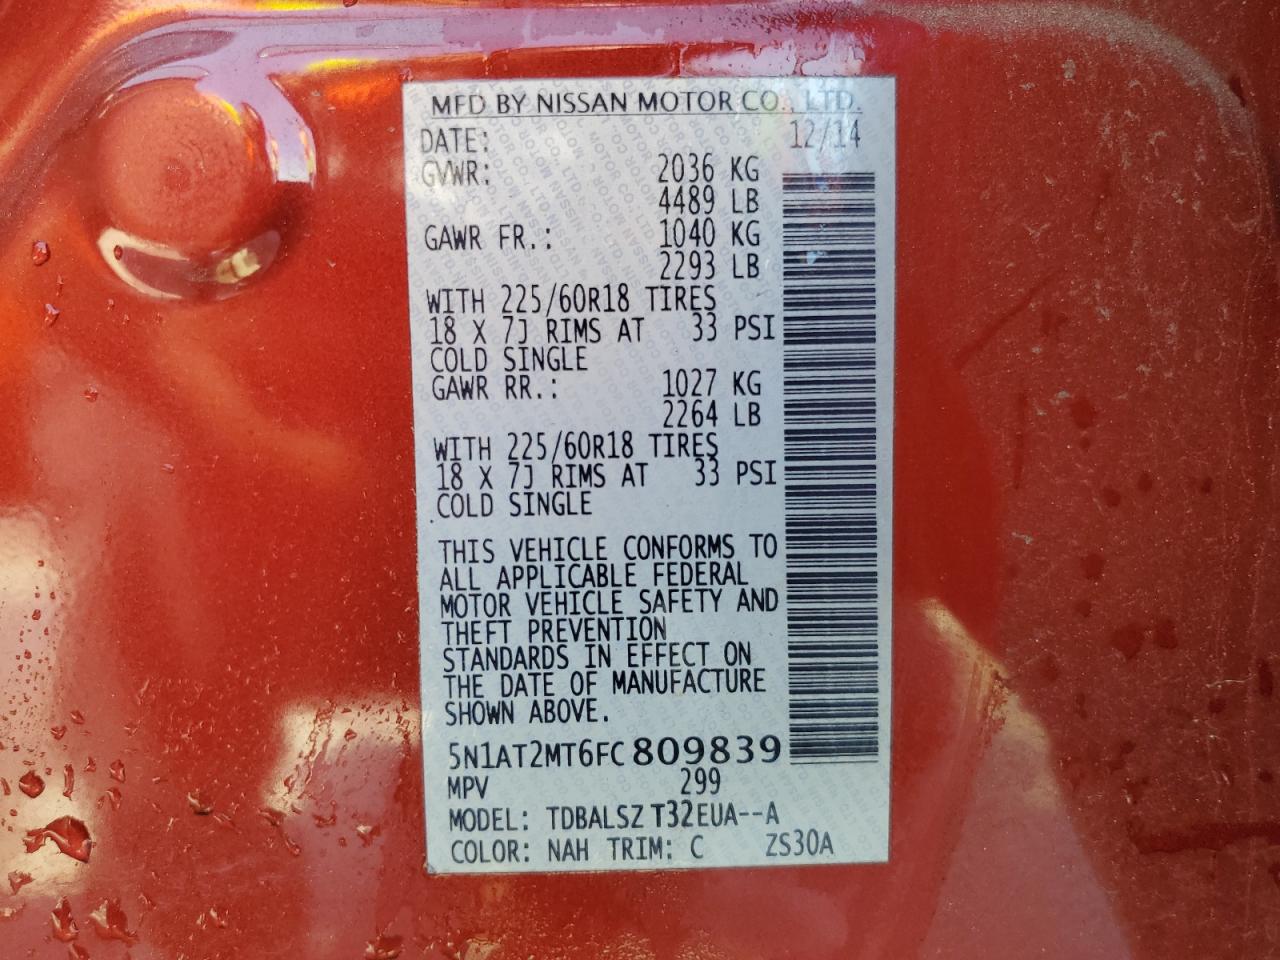 MFD BY NISSAN MOTOR CO., LTD.
DATE: 12/14
GVWR: 2036 KG
4489 LB
GAWR FR.: 1040 KG
2293 LB
WITH 225/60R18 TIRES
18 X 7J RIMS AT 33 PSI
COLD SINGLE
GAWR RR.: 1027 KG
2264 LB
WITH 225/60R18 TIRES
18 X 7J RIMS AT 33 PSI
COLD SINGLE
THIS VEHICLE CONFORMS TO
ALL APPLICABLE FEDERAL
MOTOR VEHICLE SAFETY AND
THEFT PREVENTION
STANDARDS IN EFFECT ON
THE DATE OF MANUFACTURE
SHOWN ABOVE.
5N1AT2MT6FC809839
MPV 299
MODEL: TDBALSZ T32EUA--A
COLOR: NAH TRIM: C ZS30A